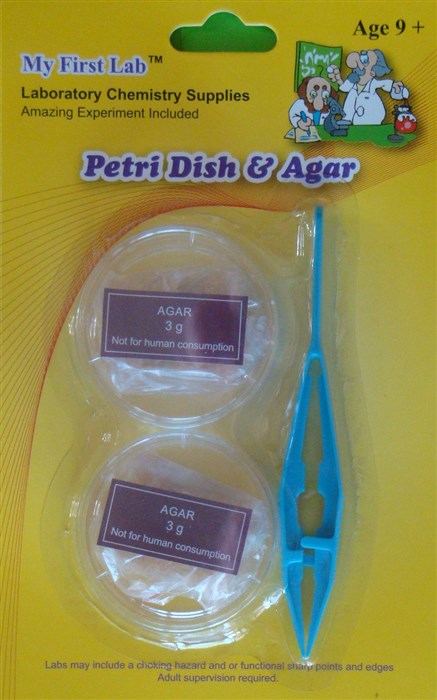 Age 9 +
My First Lab™
Laboratory Chemistry Supplies
Amazing Experiment Included
Petri Dish & Agar
AGAR
3 g
Not for human consumption
AGAR
3 g
Not for human consumption
Labs may include a choking hazard and or functional sharp points and edges
Adult supervision required.